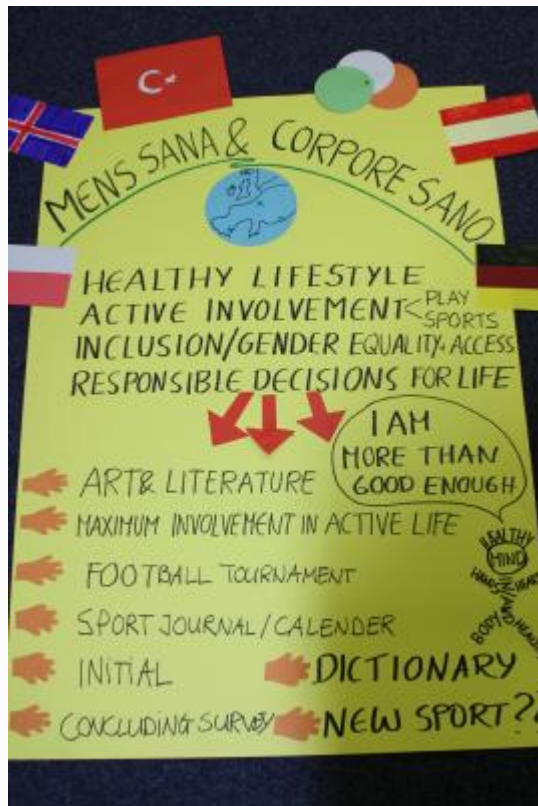 MENS SANA & CORPORE SANO
HEALTHY LIFESTYLE
ACTIVE INVOLVEMENT < PLAY SPORTS
INCLUSION/GENDER EQUALITY + ACCESS
RESPONSIBLE DECISIONS FOR LIFE
I AM
MORE THAN
GOOD ENOUGH
ART & LITERATURE
MAXIMUM INVOLVEMENT IN ACTIVE LIFE
HEALTHY
MIND
FOOTBALL TOURNAMENT
BODY
SPORT JOURNAL/CALENDER
INITIAL
DICTIONARY
CONCLUDING SURVEY
NEW SPORT??